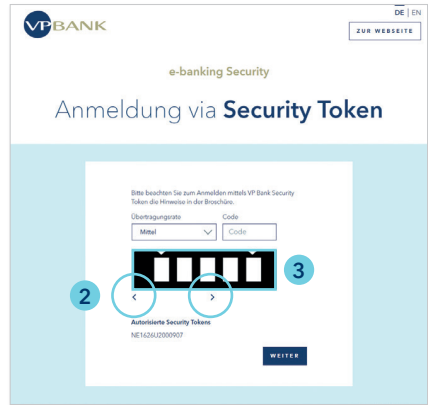 DE | EN
VPBANK
ZUR WEBSEITE
e-banking Security
Anmeldung via Security Token
Bitte beachten Sie zum Anmelden mittels VP Bank Security
Token die Hinweise in der Broschüre.
Übertragungsrate Code
Mittel Code
3
2
< >
Autorisierte Security Tokens
NE1626U2000907
WEITER